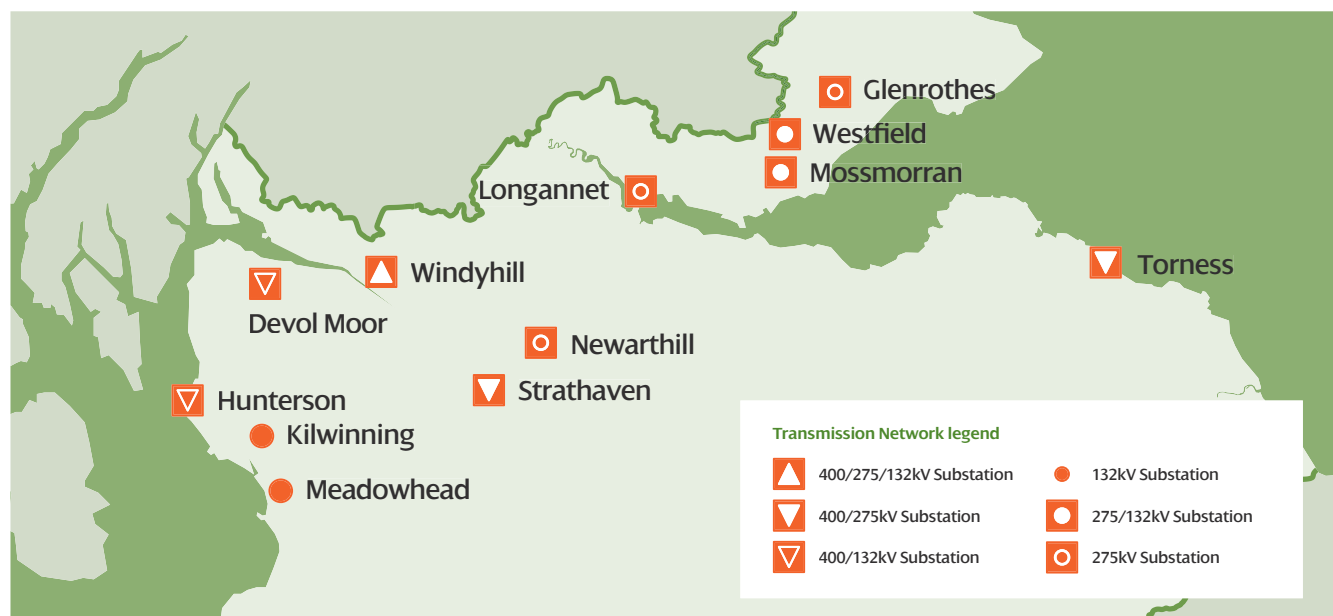 Glenrothes
Westfield
Mossmorran
Longannet
Torness
Windyhill
Devol Moor
Newarthill
Strathaven
Hunterson
Kilwinning
Meadowhead
Transmission Network legend
400/275/132kV Substation
132kV Substation
400/275kV Substation
275/132kV Substation
400/132kV Substation
275kV Substation